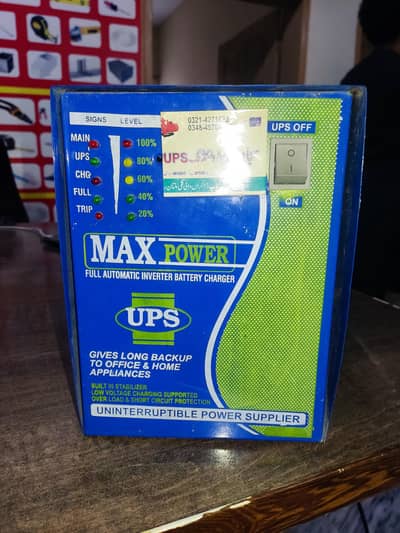 SIGNS LEVEL
MAIN 100%
UPS 80%
CHG 60%
FULL 40%
TRIP 20%
UPS
UPS OFF
ON
MAX POWER
FULL AUTOMATIC INVERTER BATTERY CHARGER
UPS
GIVES LONG BACKUP
TO OFFICE & HOME
APPLIANCES
BUILT IN STABILIZER
LOW VOLTAGE CHARGING SUPPORTED
OVER LOAD & SHORT CIRCUIT PROTECTION
UNINTERRUPTIBLE POWER SUPPLIER